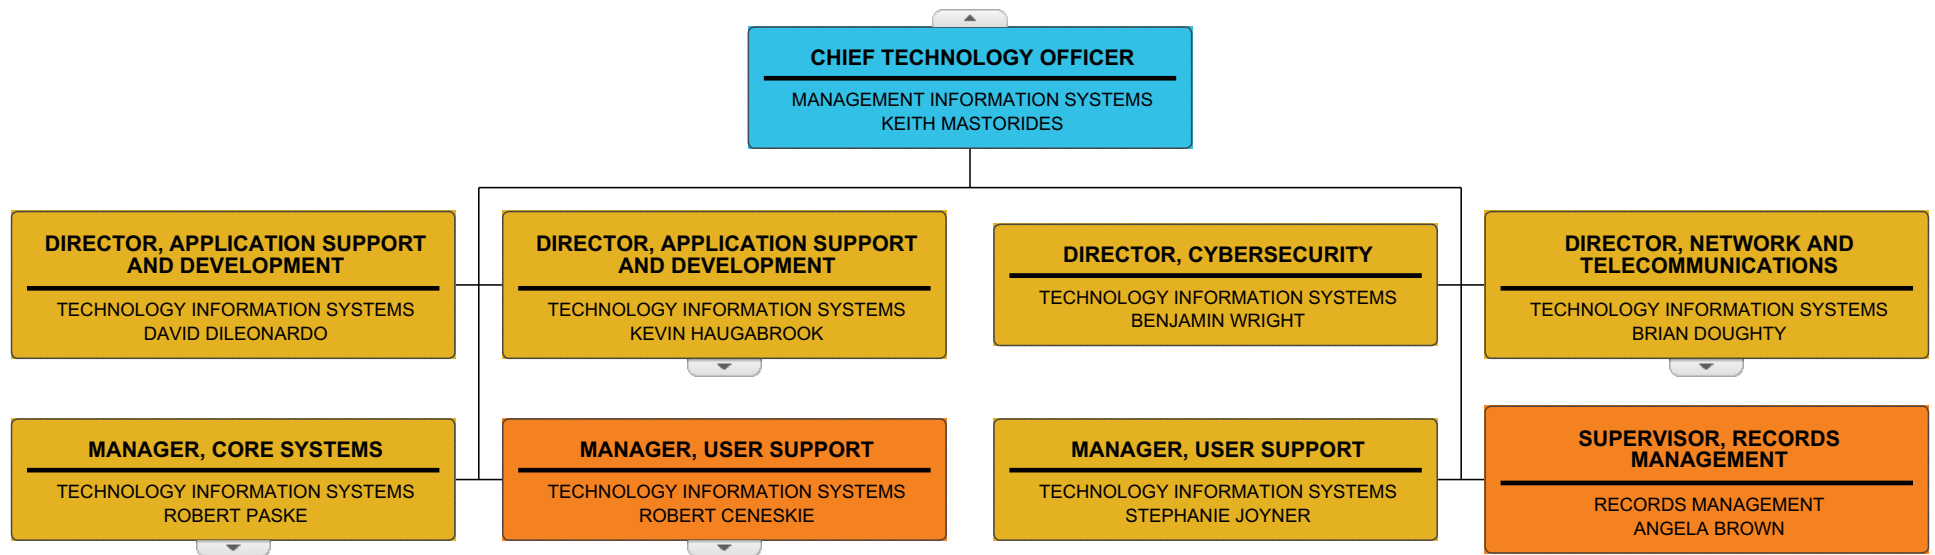 CHIEF TECHNOLOGY OFFICER
MANAGEMENT INFORMATION SYSTEMS
KEITH MASTORIDES
DIRECTOR, APPLICATION SUPPORT
AND DEVELOPMENT
TECHNOLOGY INFORMATION SYSTEMS
DAVID DILEONARDO
DIRECTOR, APPLICATION SUPPORT
AND DEVELOPMENT
TECHNOLOGY INFORMATION SYSTEMS
KEVIN HAUGABROOK
DIRECTOR, CYBERSECURITY
TECHNOLOGY INFORMATION SYSTEMS
BENJAMIN WRIGHT
DIRECTOR, NETWORK AND
TELECOMMUNICATIONS
TECHNOLOGY INFORMATION SYSTEMS
BRIAN DOUGHTY
MANAGER, CORE SYSTEMS
TECHNOLOGY INFORMATION SYSTEMS
ROBERT PASKE
MANAGER, USER SUPPORT
TECHNOLOGY INFORMATION SYSTEMS
ROBERT CENESKIE
MANAGER, USER SUPPORT
TECHNOLOGY INFORMATION SYSTEMS
STEPHANIE JOYNER
SUPERVISOR, RECORDS
MANAGEMENT
RECORDS MANAGEMENT
ANGELA BROWN